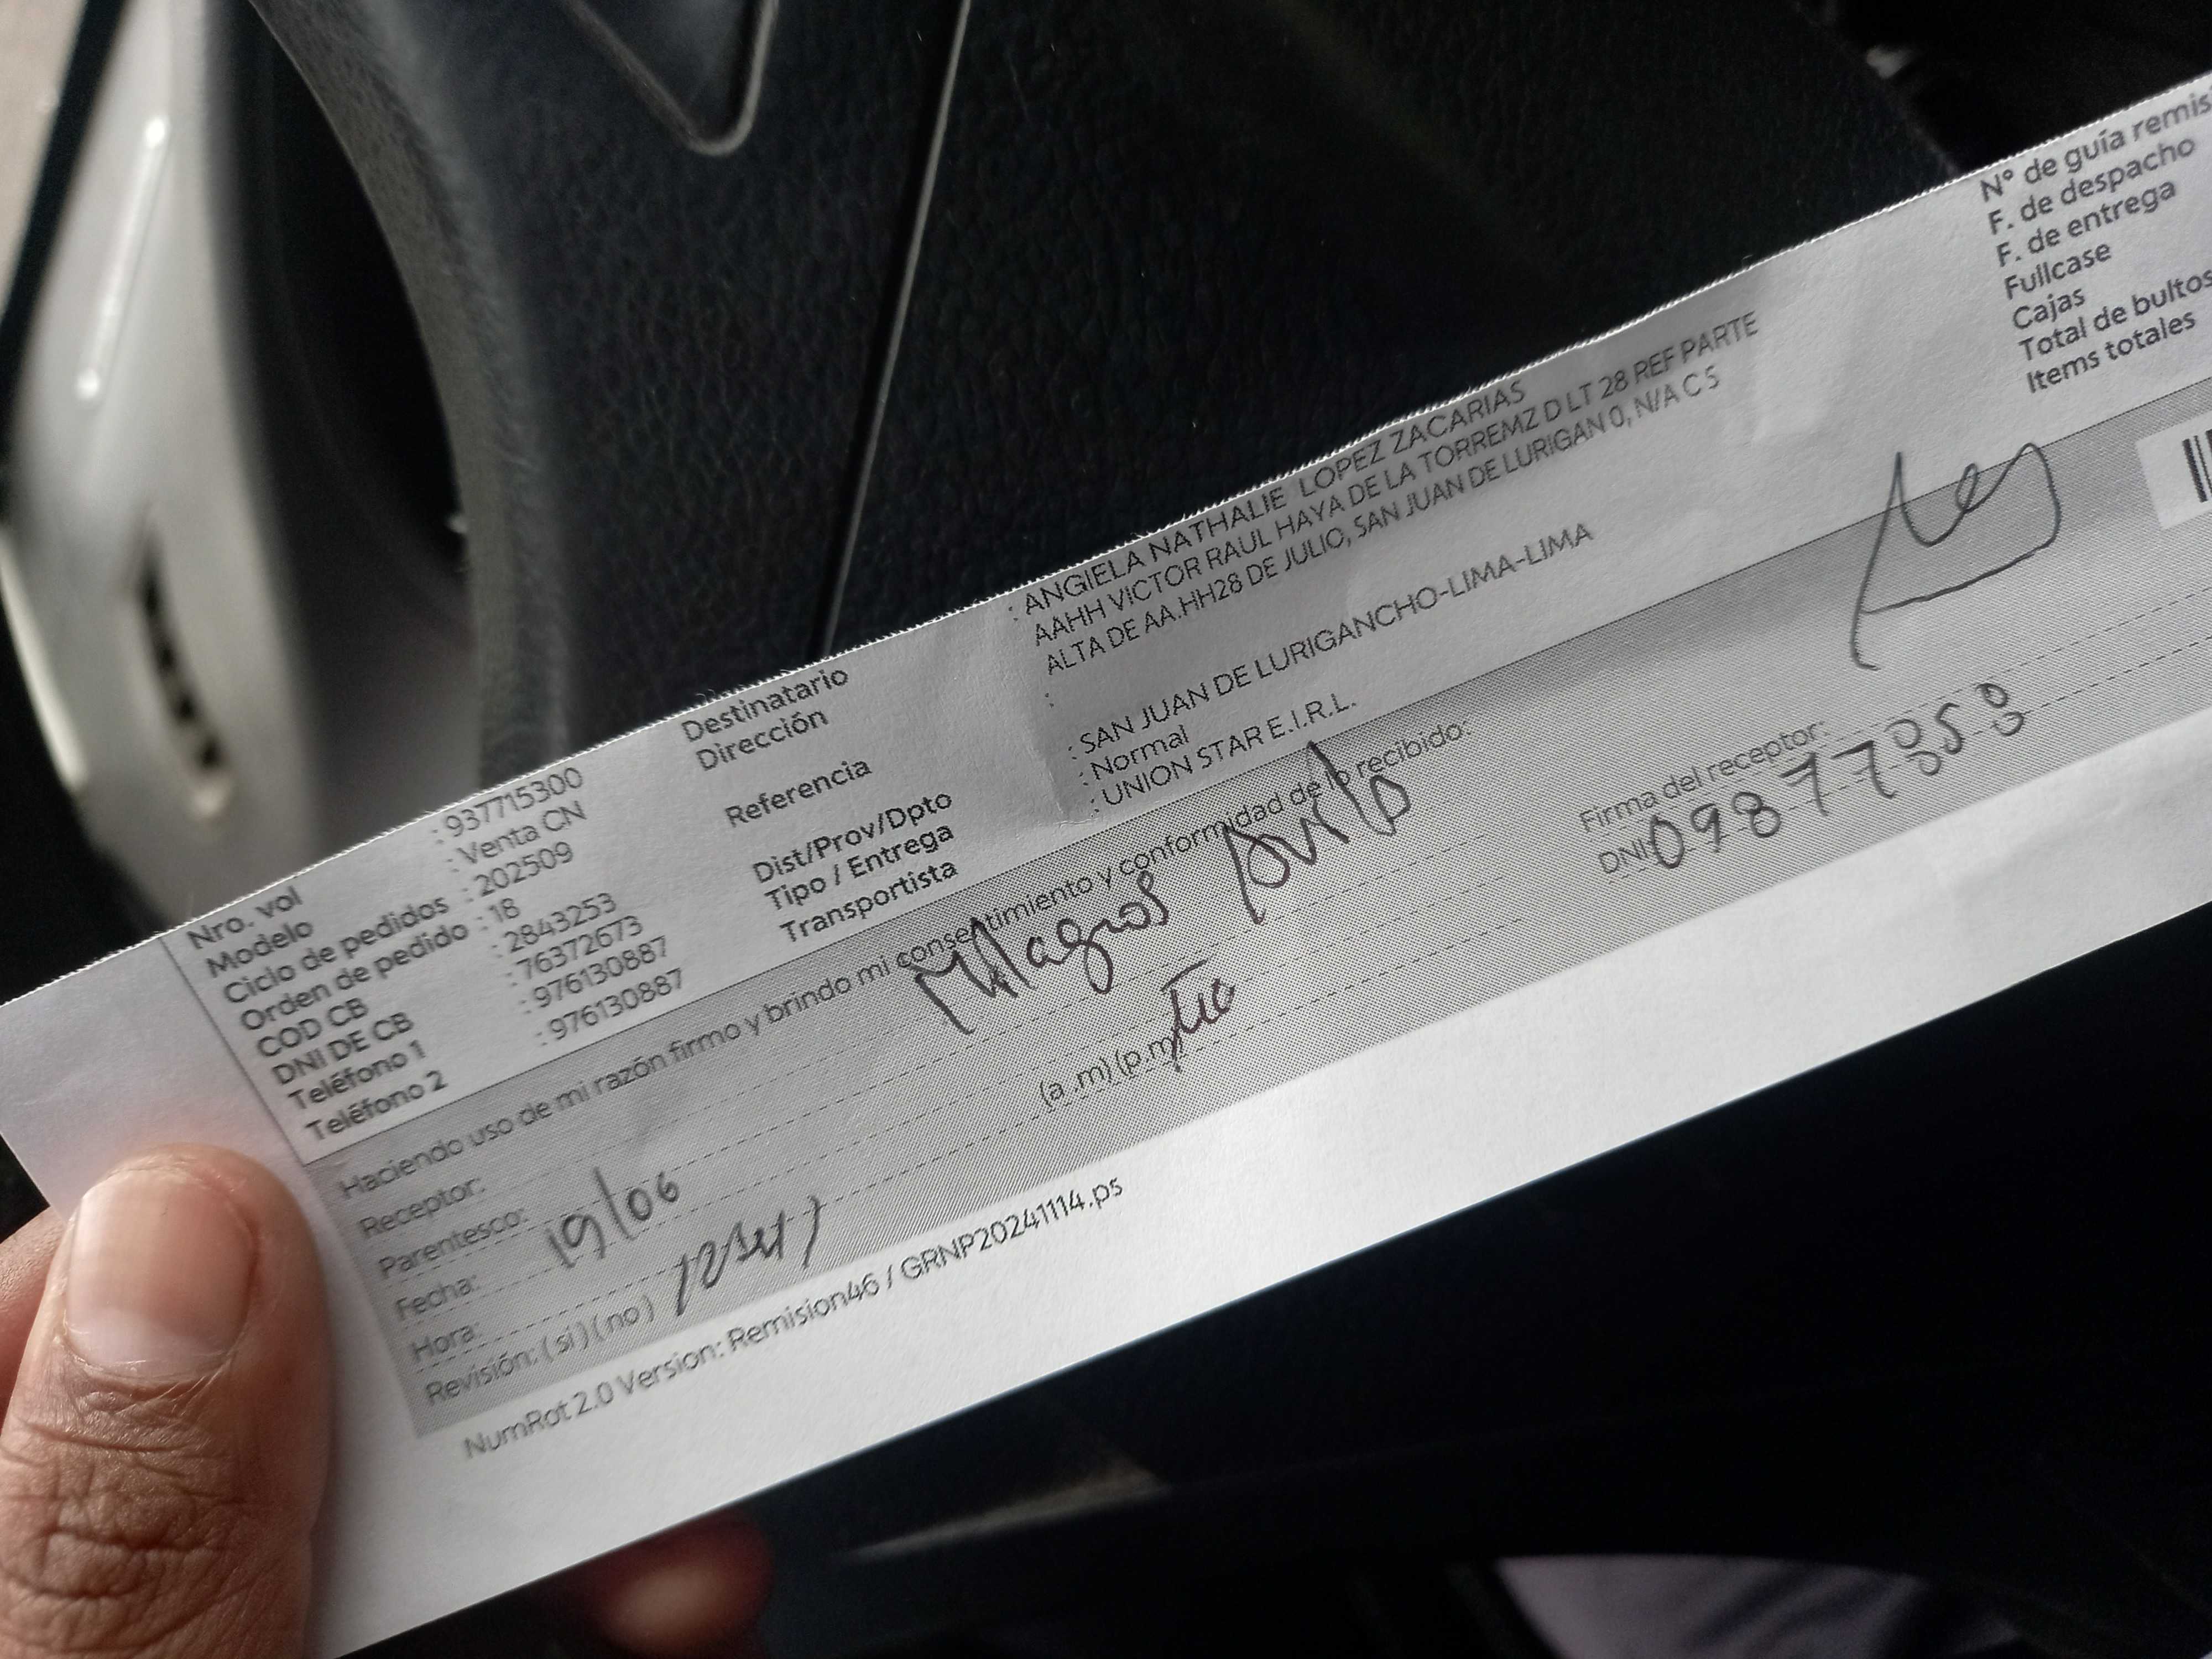 Nro. vol : 937715300
Modelo : Venta CN
Ciclo de pedidos : 202509
Orden de pedido : 18
COD CB : 2843253
DNI DE CB : 76372673
Teléfono 1 : 976130887
Teléfono 2 : 976130887
Destinatario : ANGIELA NATHALIE LOPEZ ZACARIAS
Dirección AAHH VICTOR RAUL HAYA DE LA TORREMZ D LT 28 REF PARTE
ALTA DE AA.HH28 DE JULIO, SAN JUAN DE LURIGAN 0, N/A C 5
Referencia :
Dist/Prov/Dpto : SAN JUAN DE LURIGANCHO-LIMA-LIMA
Tipo / Entrega : Normal
Transportista : UNION STAR E.I.R.L.
N° de guía remis
F. de despacho
F. de entrega
Fullcase
Cajas
Total de bultos
Items totales
Haciendo uso de mi razón firmo y brindo mi consentimiento y conformidad de lo recibido:
Receptor: Milagros
Parentesco:
Fecha: 19/06
Hora: (a .m) (p.m)
Revisión: ( si ) ( no )
Firma del receptor:
DNI 09877858
NumRot 2.0 Version: Remision46 / GRNP20241114.ps